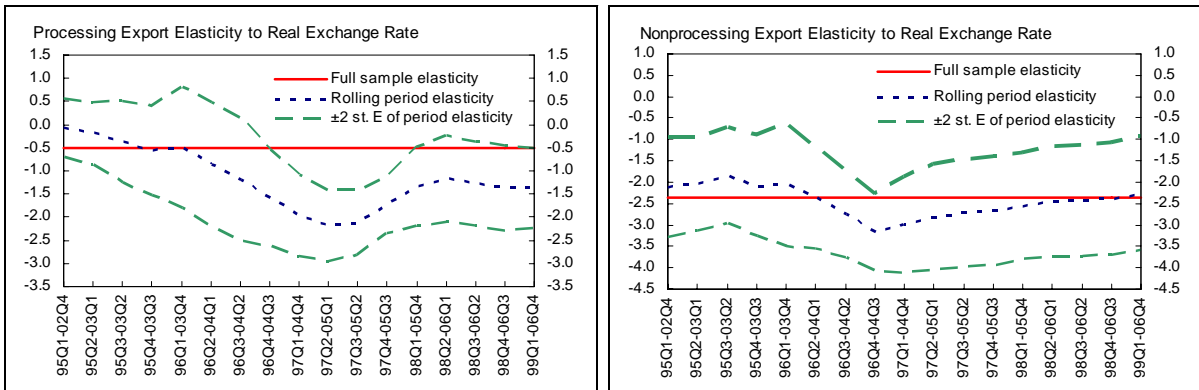 Processing Export Elasticity to Real Exchange Rate
1.5
1.0
0.5
0.0
-0.5
-1.0
-1.5
-2.0
-2.5
-3.0
-3.5
Full sample elasticity
Rolling period elasticity
±2 st. E of period elasticity
1.5
1.0
0.5
0.0
-0.5
-1.0
-1.5
-2.0
-2.5
-3.0
-3.5
95Q1-02Q4
95Q2-03Q1
95Q3-03Q2
95Q4-03Q3
96Q1-03Q4
96Q2-04Q1
96Q3-04Q2
96Q4-04Q3
97Q1-04Q4
97Q2-05Q1
97Q3-05Q2
97Q4-05Q3
98Q1-05Q4
98Q2-06Q1
98Q3-06Q2
98Q4-06Q3
99Q1-06Q4
Nonprocessing Export Elasticity to Real Exchange Rate
1.0
0.5
0.0
-0.5
-1.0
-1.5
-2.0
-2.5
-3.0
-3.5
-4.0
-4.5
Full sample elasticity
Rolling period elasticity
±2 st. E of period elasticity
1.0
0.5
0.0
-0.5
-1.0
-1.5
-2.0
-2.5
-3.0
-3.5
-4.0
-4.5
95Q1-02Q4
95Q2-03Q1
95Q3-03Q2
95Q4-03Q3
96Q1-03Q4
96Q2-04Q1
96Q3-04Q2
96Q4-04Q3
97Q1-04Q4
97Q2-05Q1
97Q3-05Q2
97Q4-05Q3
98Q1-05Q4
98Q2-06Q1
98Q3-06Q2
98Q4-06Q3
99Q1-06Q4